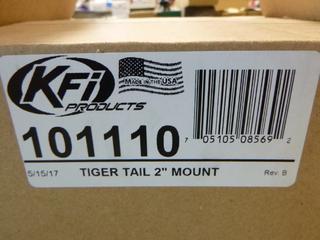 KFi
PRODUCTS
MADE IN THE USA
101110
7 05105 08569 2
5/15/17 TIGER TAIL 2" MOUNT Rev. B